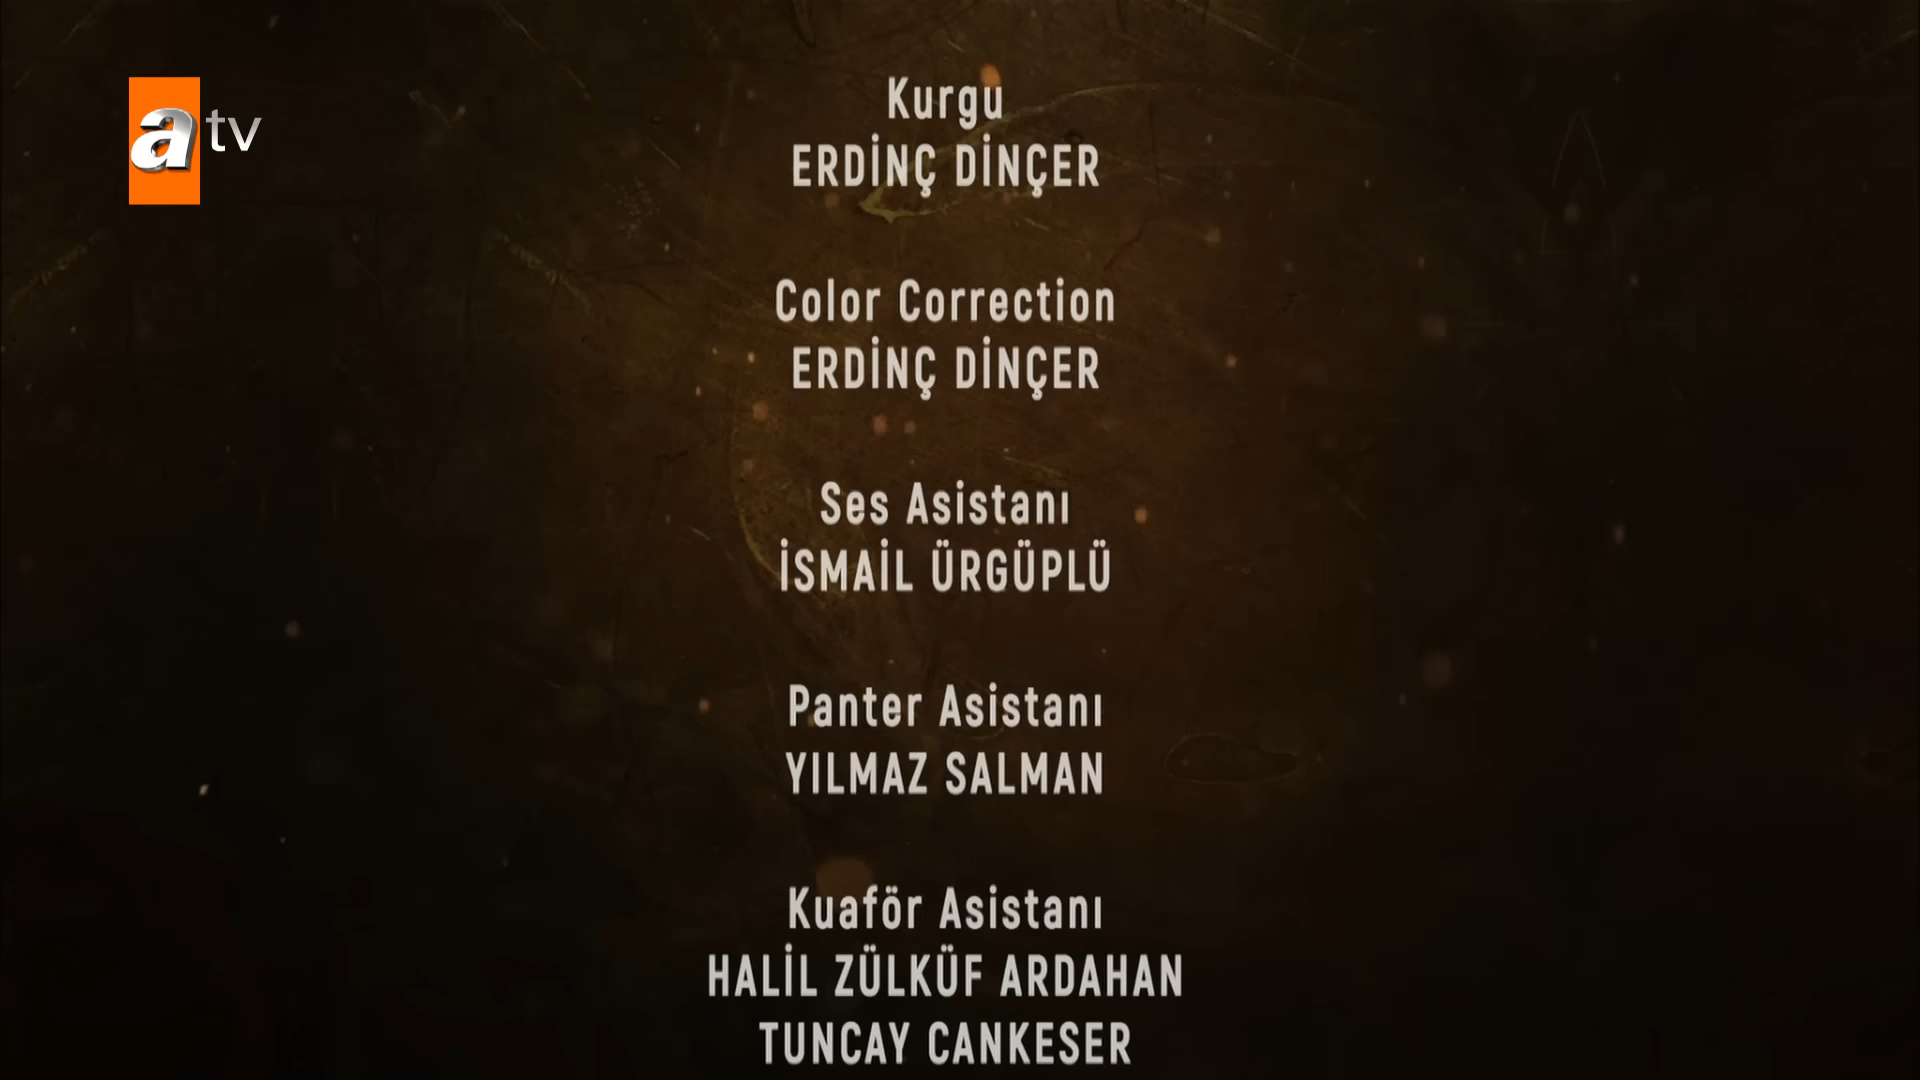 atv
Kurgu
ERDİNÇ DİNÇER
Color Correction
ERDİNÇ DİNÇER
Ses Asistanı
İSMAİL ÜRGÜPLÜ
Panter Asistanı
YILMAZ SALMAN
Kuaför Asistanı
HALİL ZÜLKÜF ARDAHAN
TUNCAY CANKESER